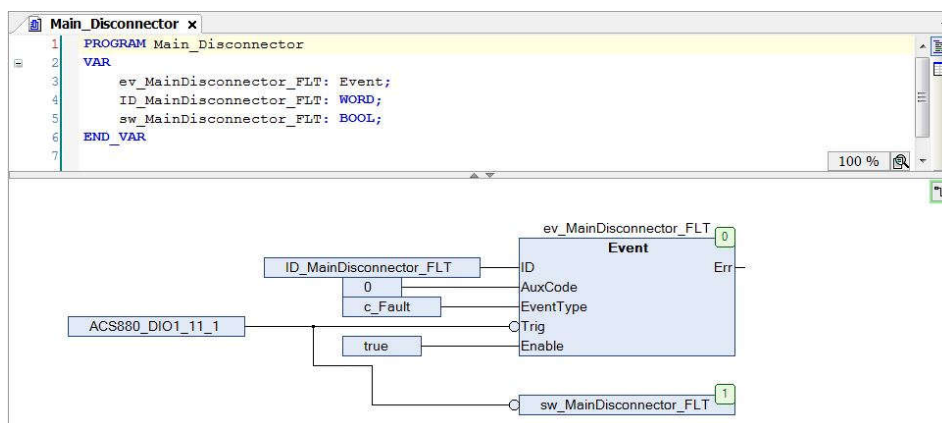 Main_Disconnector x
1 PROGRAM Main_Disconnector
2 VAR
3 ev_MainDisconnector_FLT: Event;
4 ID_MainDisconnector_FLT: WORD;
5 sw_MainDisconnector_FLT: BOOL;
6 END_VAR
7
100 %
ev_MainDisconnector_FLT 0
Event
ID_MainDisconnector_FLT ID Err
0 AuxCode
c_Fault EventType
ACS880_DIO1_11_1 Trig
true Enable
1
sw_MainDisconnector_FLT